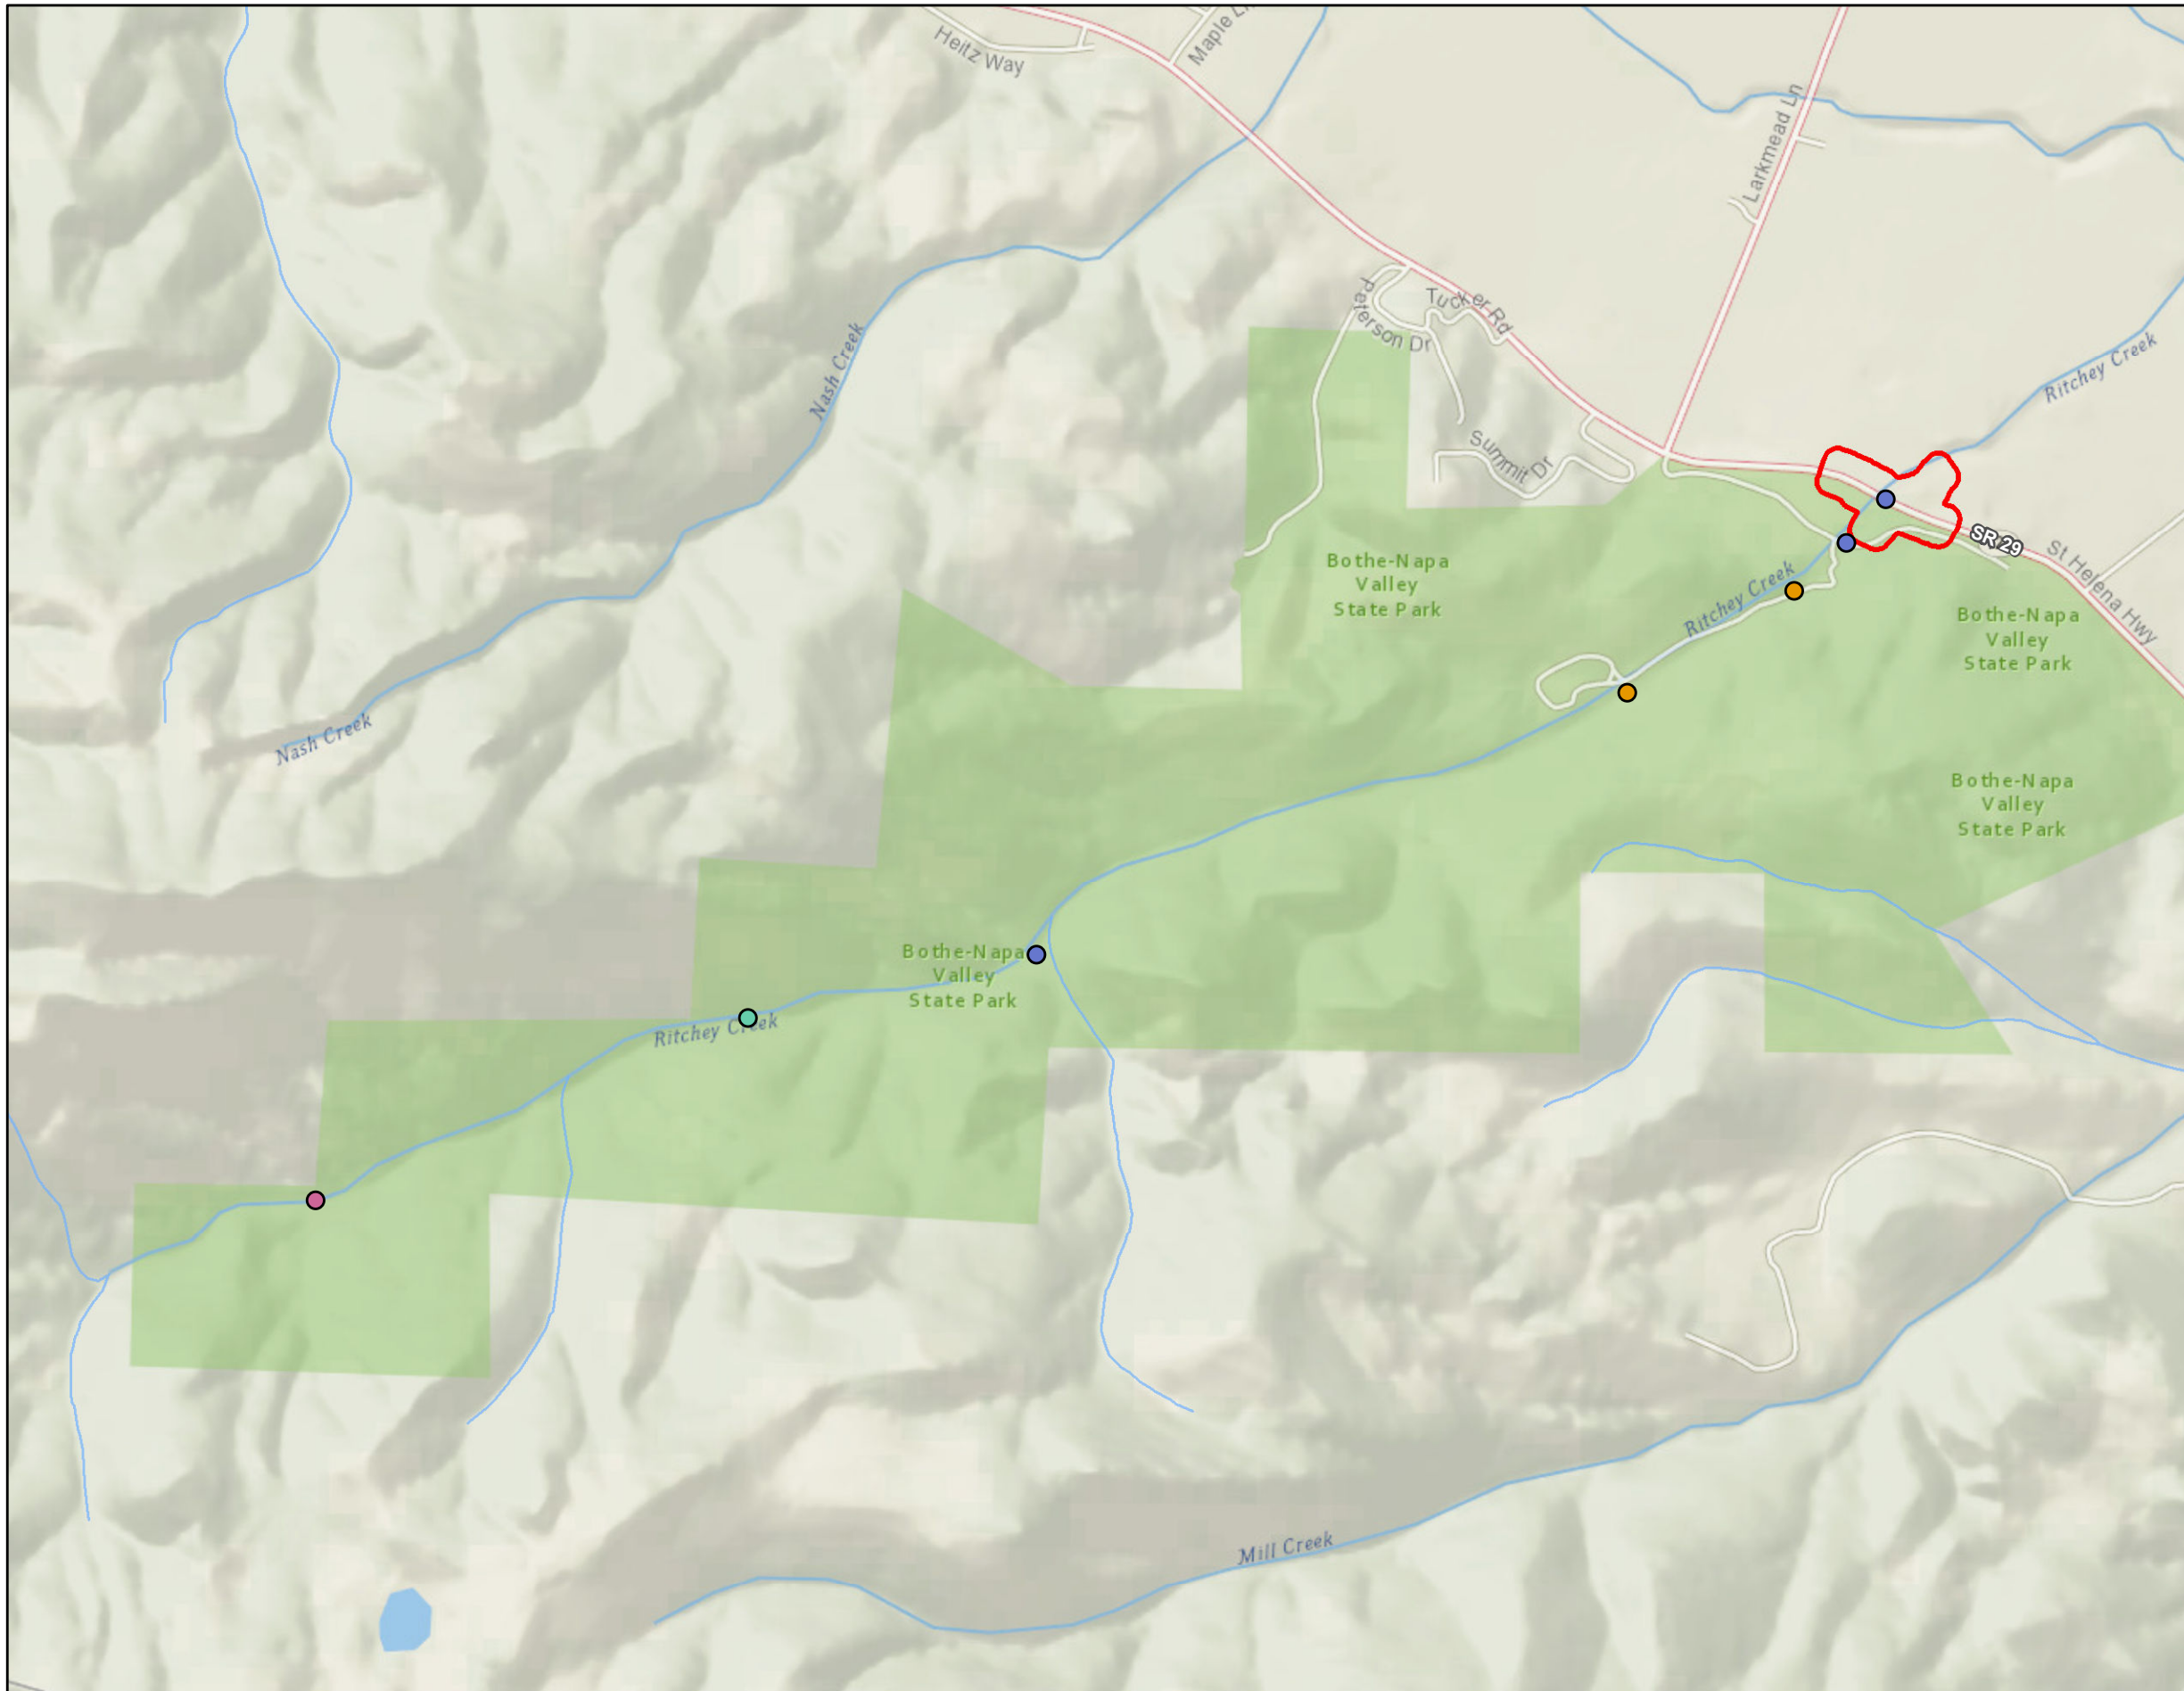 Heitz Way
Maple Ln
Larkmead Ln
Paterson Dr
Tucker Rd
Nash Creek
Ritchey Creek
Summit Dr
SR 29
St Helena Hwy
Bothe-Napa
Valley
State Park
Ritchey Creek
Bothe-Napa
Valley
State Park
Nash Creek
Bothe-Napa
Valley
State Park
Bothe-Napa
Valley
State Park
Ritchey Creek
Mill Creek